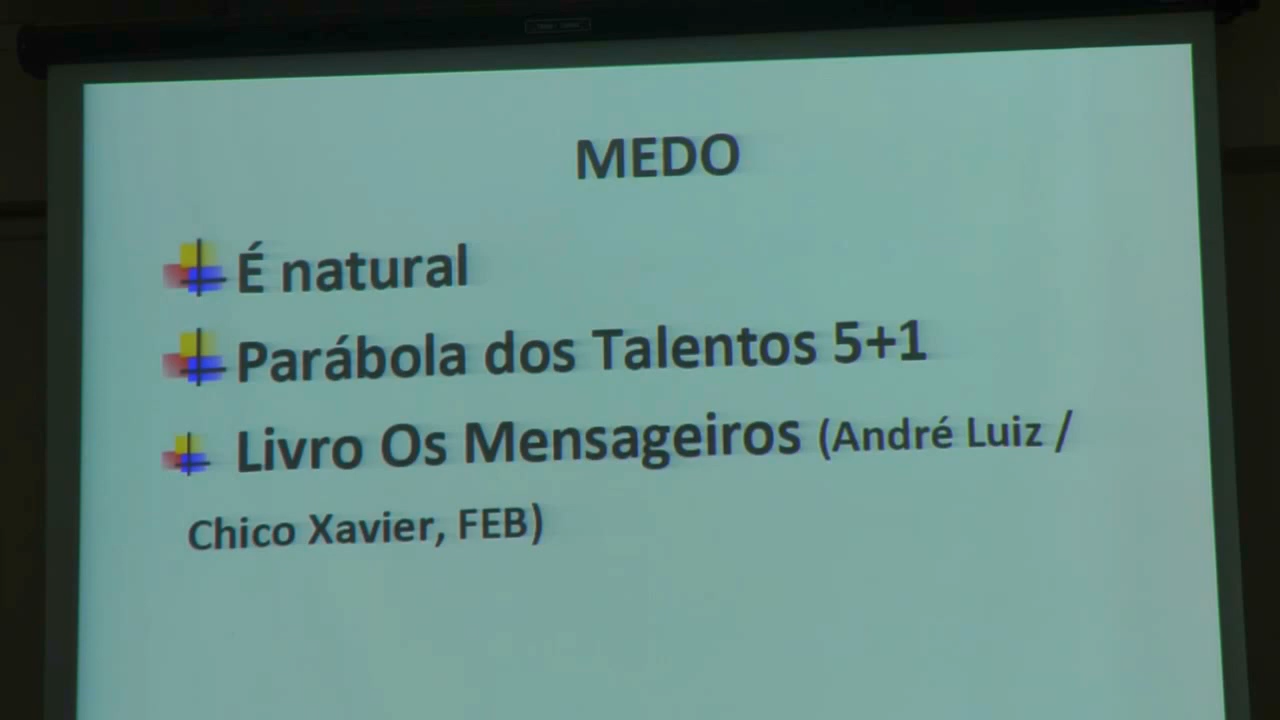 MEDO
É natural
Parábola dos Talentos 5+1
Livro Os Mensageiros (André Luiz /
Chico Xavier, FEB)